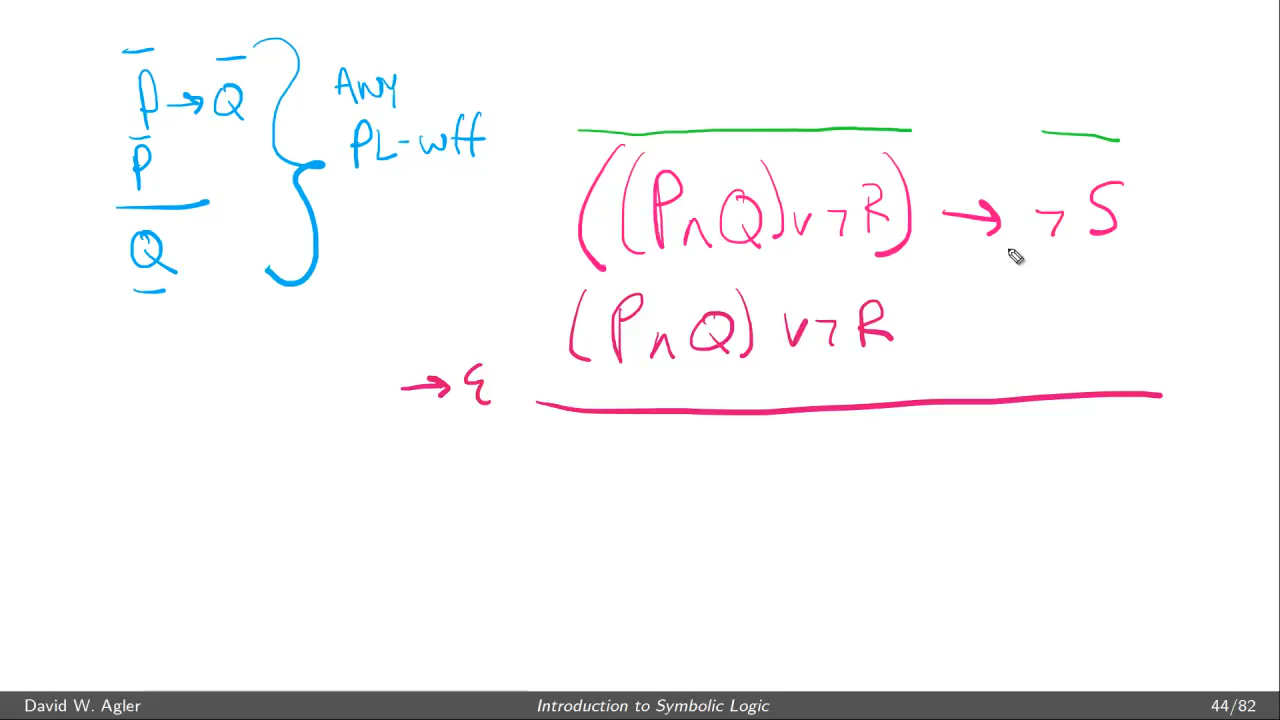 P → Q
P
Q
Any
PL-wff
((P ∧ Q) ∨ ¬ R) → ¬ S
(P ∧ Q) ∨ ¬ R
→ E
David W. Agler
Introduction to Symbolic Logic
44/82